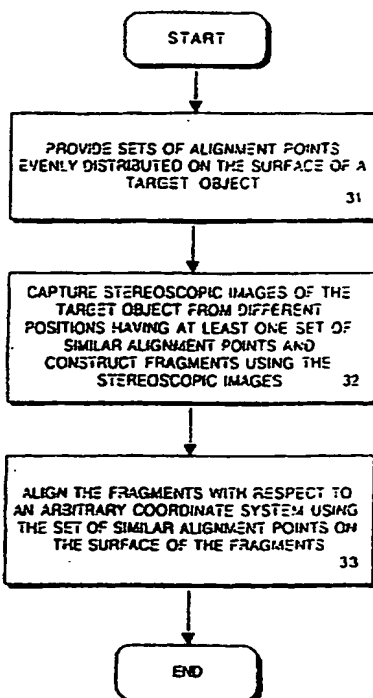 START
PROVIDE SETS OF ALIGNMENT POINTS
EVENLY DISTRIBUTED ON THE SURFACE OF A
TARGET OBJECT
31
CAPTURE STEREOSCOPIC IMAGES OF THE
TARGET OBJECT FROM DIFFERENT
POSITIONS HAVING AT LEAST ONE SET OF
SIMILAR ALIGNMENT POINTS AND
CONSTRUCT FRAGMENTS USING THE
STEREOSCOPIC IMAGES
32
ALIGN THE FRAGMENTS WITH RESPECT TO
AN ARBITRARY COORDINATE SYSTEM USING
THE SET OF SIMILAR ALIGNMENT POINTS ON
THE SURFACE OF THE FRAGMENTS
33
END